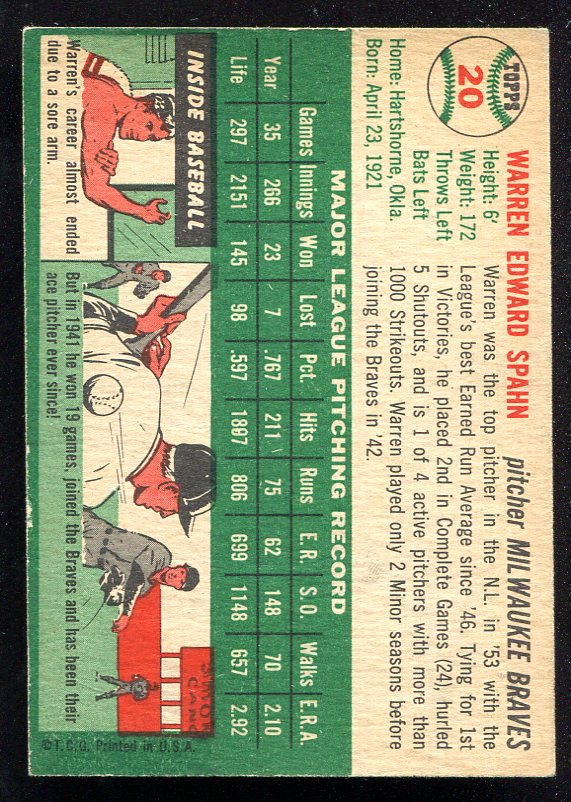 TOPPS
20
WARREN EDWARD SPAHN
pitcher MILWAUKEE BRAVES
Height: 6'
Weight: 172
Throws Left
Bats Left
Home: Hartshorne, Okla.
Born: April 23, 1921
Warren was the top pitcher in the N.L. in '53 with the
League's best Earned Run Average since '46. Tying for 1st
in Victories, he placed 2nd in Complete Games (24), hurled
5 Shutouts, and is 1 of 4 active pitchers with more than
1000 Strikeouts. Warren played only 2 Minor seasons before
joining the Braves in '42.
MAJOR LEAGUE PITCHING RECORD
Games Innings Won Lost Pct. Hits Runs E.R. S.O. Walks E.R.A.
Year 35 266 23 7 .767 211 75 62 148 70 2.10
Life 297 2151 145 98 .597 1897 806 699 1148 657 2.92
INSIDE BASEBALL
Warren's career almost ended
due to a sore arm.
But in 1941 he won 19 games, joined the Braves and has been their
ace pitcher ever since!
©T.C.G. Printed in U.S.A.